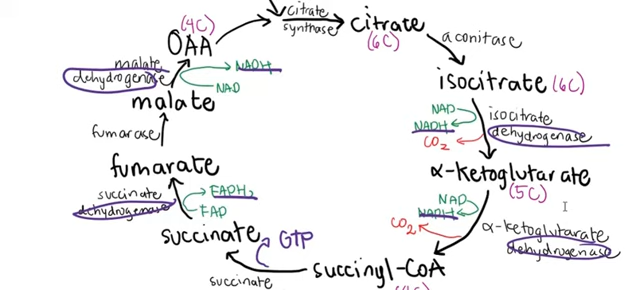 citrate
synthase
citrate
(6C)
aconitase
isocitrate (6C)
NAD
NADH
CO2
isocitrate
dehydrogenase
α-ketoglutarate
(5C)
NAD
NADH
CO2
α-ketoglutarate
dehydrogenase
succinyl-CoA
GTP
succinate
succinate
FADH2
FAD
succinate
dehydrogenase
fumarate
fumarase
malate
NADH
NAD
malate
dehydrogenase
(4C)
OAA